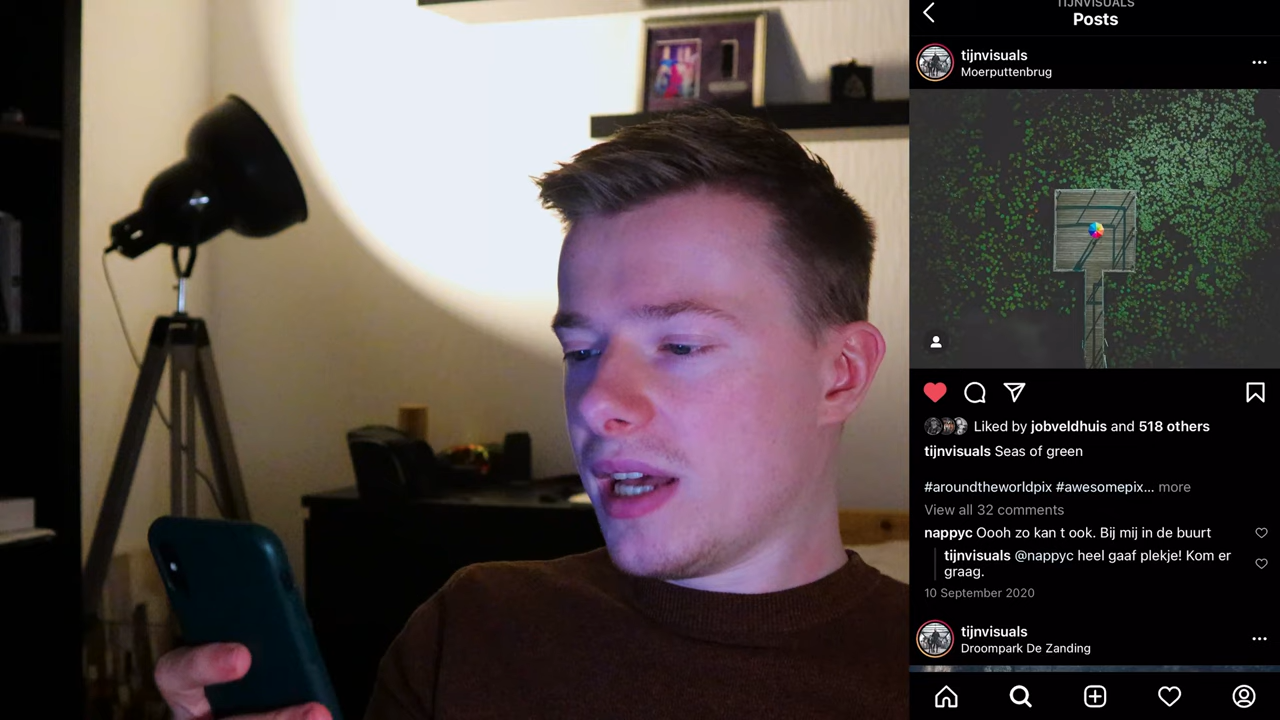 TIJNVISUALS
Posts
tijnvisuals
Moerputtenbrug
Liked by jobveldhuis and 518 others
tijnvisuals Seas of green
#aroundtheworldpix #awesomepix... more
View all 32 comments
nappyc Oooh zo kan t ook. Bij mij in de buurt
tijnvisuals @nappyc heel gaaf plekje! Kom er
graag.
10 September 2020
tijnvisuals
Droompark De Zanding